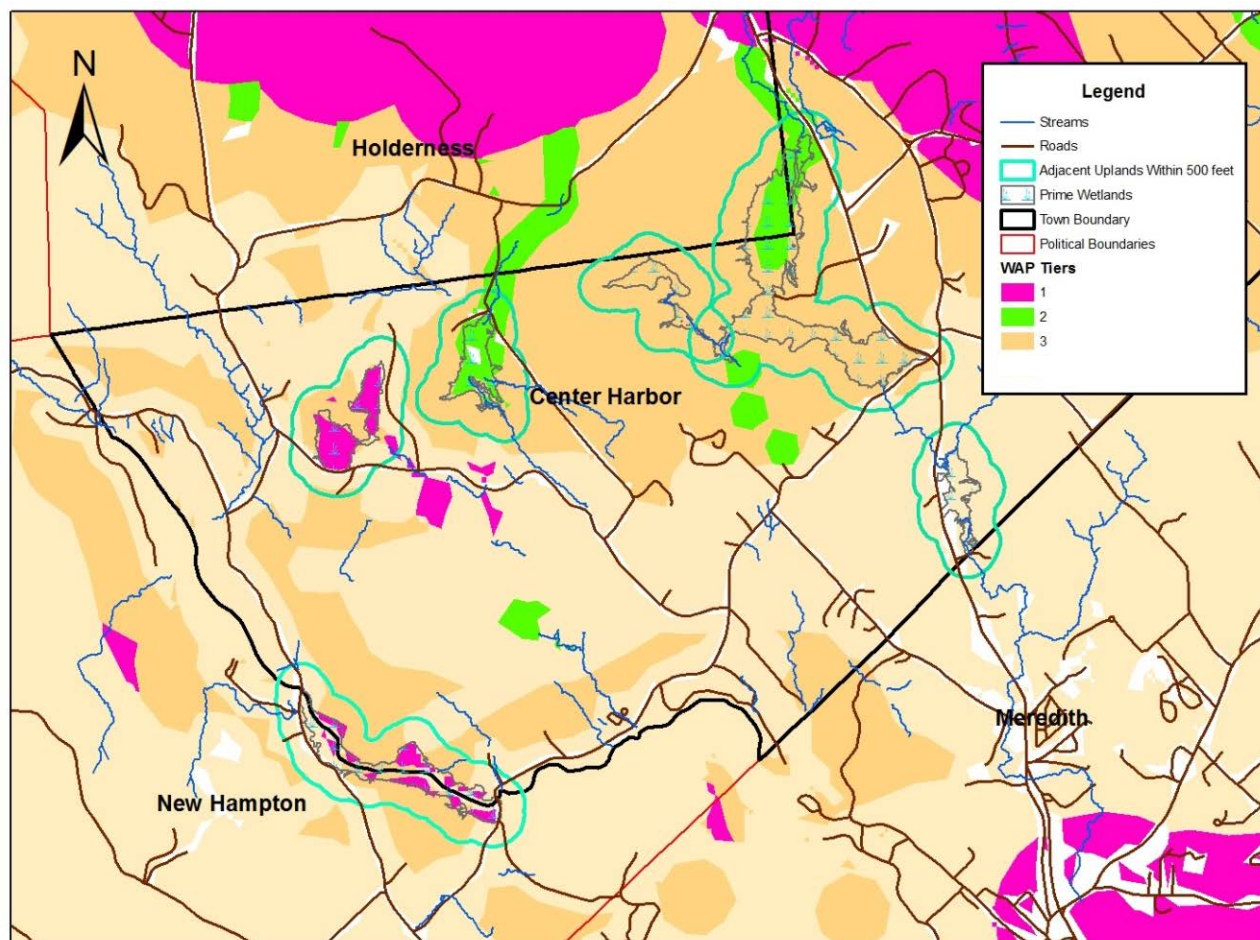 N
Holderness
Center Harbor
New Hampton
Meredith
Legend
Streams
Roads
Adjacent Uplands Within 500 feet
Prime Wetlands
Town Boundary
Political Boundaries
WAP Tiers
1
2
3